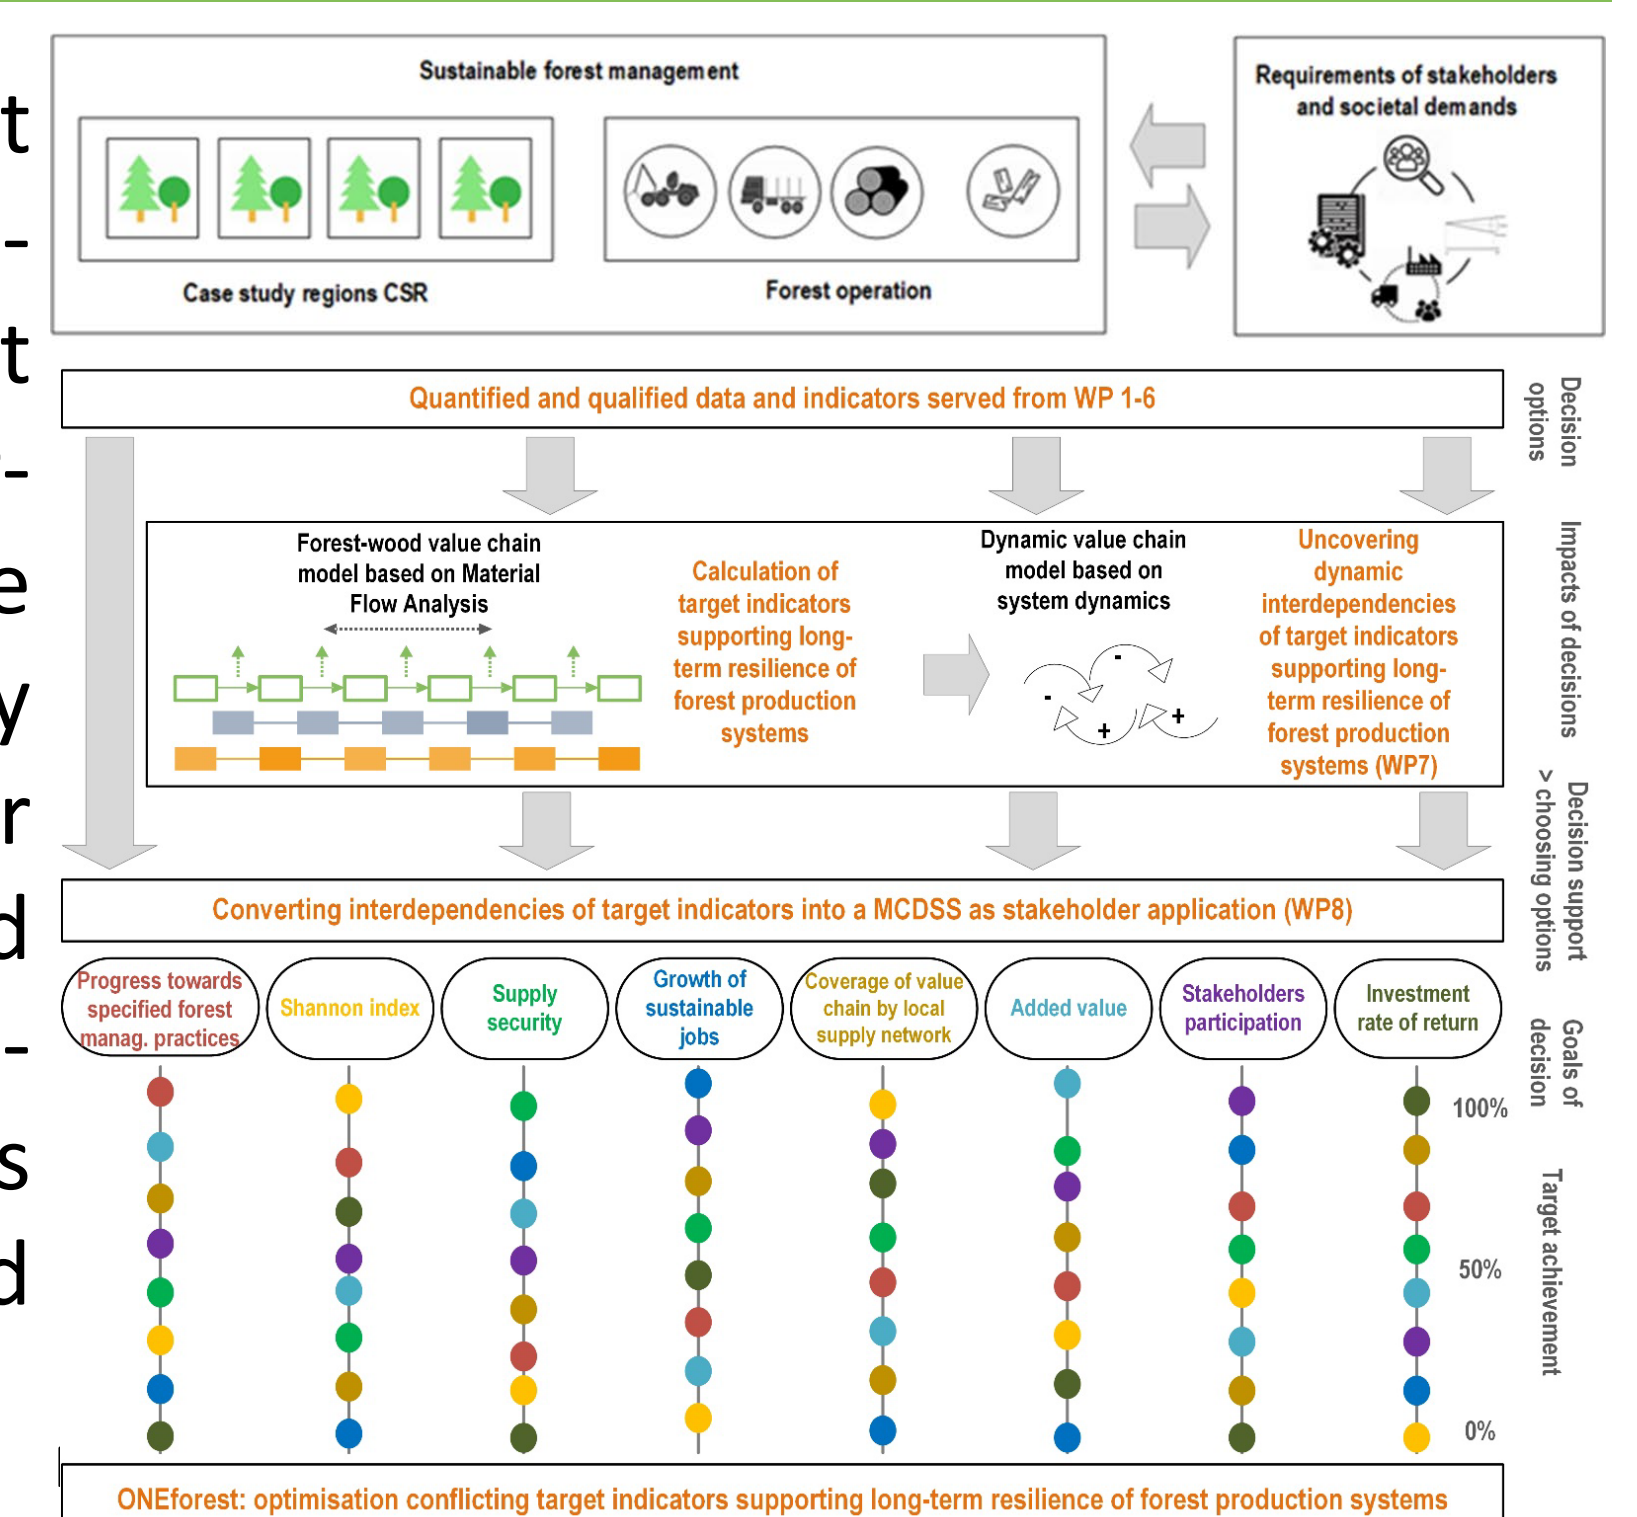 t
-
t
-
e
y
r
d
-
s
d
Sustainable forest management
Case study regions CSR
Forest operation
Requirements of stakeholders
and societal demands
Quantified and qualified data and indicators served from WP 1-6
Decision
options
Forest-wood value chain
model based on Material
Flow Analysis
Calculation of
target indicators
supporting long-
term resilience of
forest production
systems
Dynamic value chain
model based on
system dynamics
-
-
+
+
Uncovering
dynamic
interdependencies
of target indicators
supporting long-
term resilience of
forest production
systems (WP7)
Impacts of decisions
Converting interdependencies of target indicators into a MCDSS as stakeholder application (WP8)
Decision support
> choosing options
Progress towards
specified forest
manag. practices
Shannon index
Supply
security
Growth of
sustainable
jobs
Coverage of value
chain by local
supply network
Added value
Stakeholders
participation
Investment
rate of return
Goals of
decision
100%
50%
0%
Target achievement
ONEforest: optimisation conflicting target indicators supporting long-term resilience of forest production systems